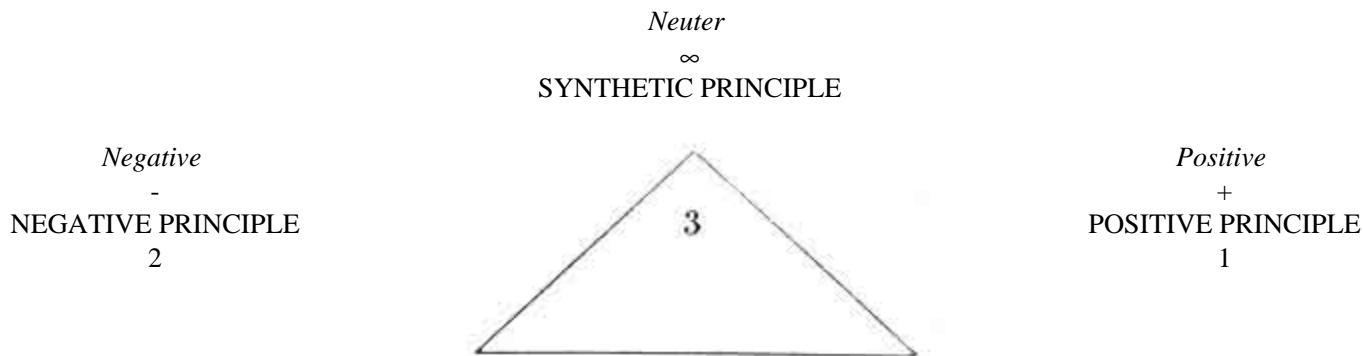 Neuter
∞
SYNTHETIC PRINCIPLE
Negative
-
NEGATIVE PRINCIPLE
2
Positive
+
POSITIVE PRINCIPLE
1
3